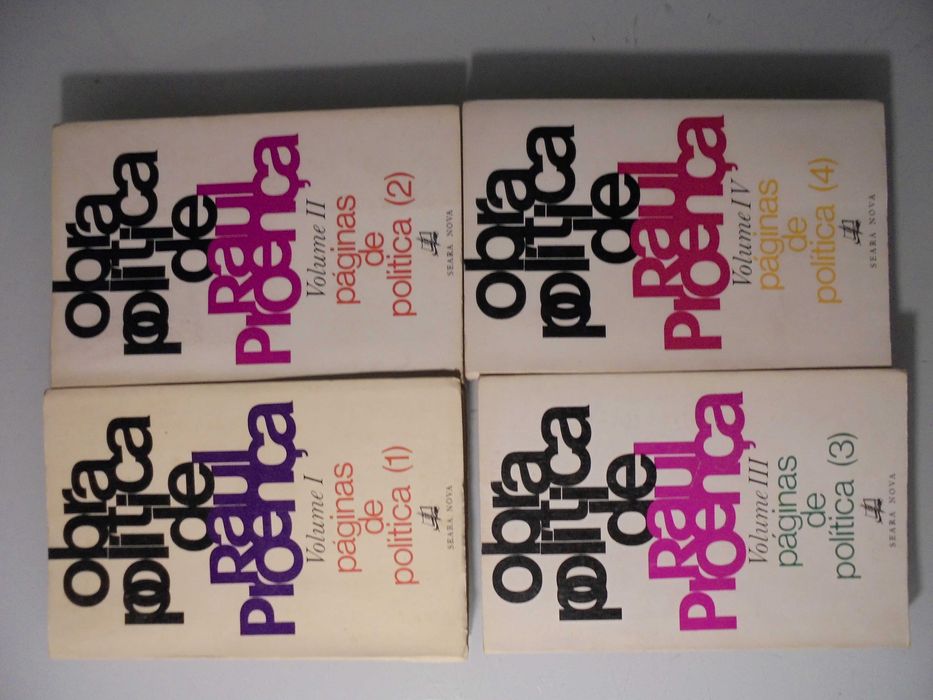 obra
política
de
Raul
Proença
Volume I
páginas
de
política (1)
SEARA NOVA
obra
política
de
Raul
Proença
Volume II
páginas
de
política (2)
SEARA NOVA
obra
política
de
Raul
Proença
Volume III
páginas
de
política (3)
SEARA NOVA
obra
política
de
Raul
Proença
Volume IV
páginas
de
política (4)
SEARA NOVA